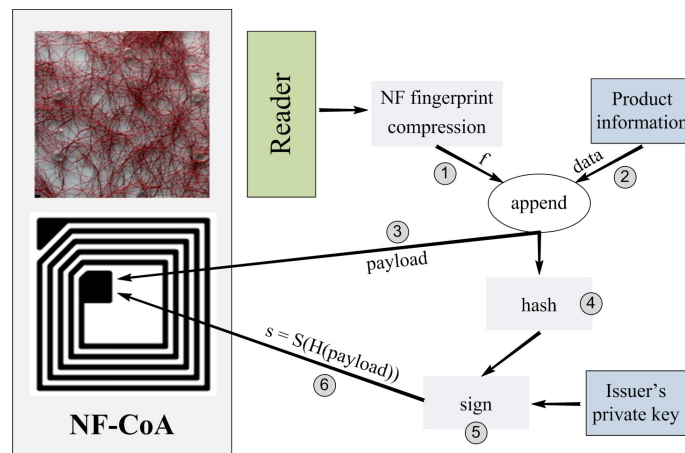 Reader
NF fingerprint
compression
Product
information
f
data
1
2
append
3
payload
hash
4
s = S(H(payload))
6
sign
5
Issuer's
private key
NF-CoA